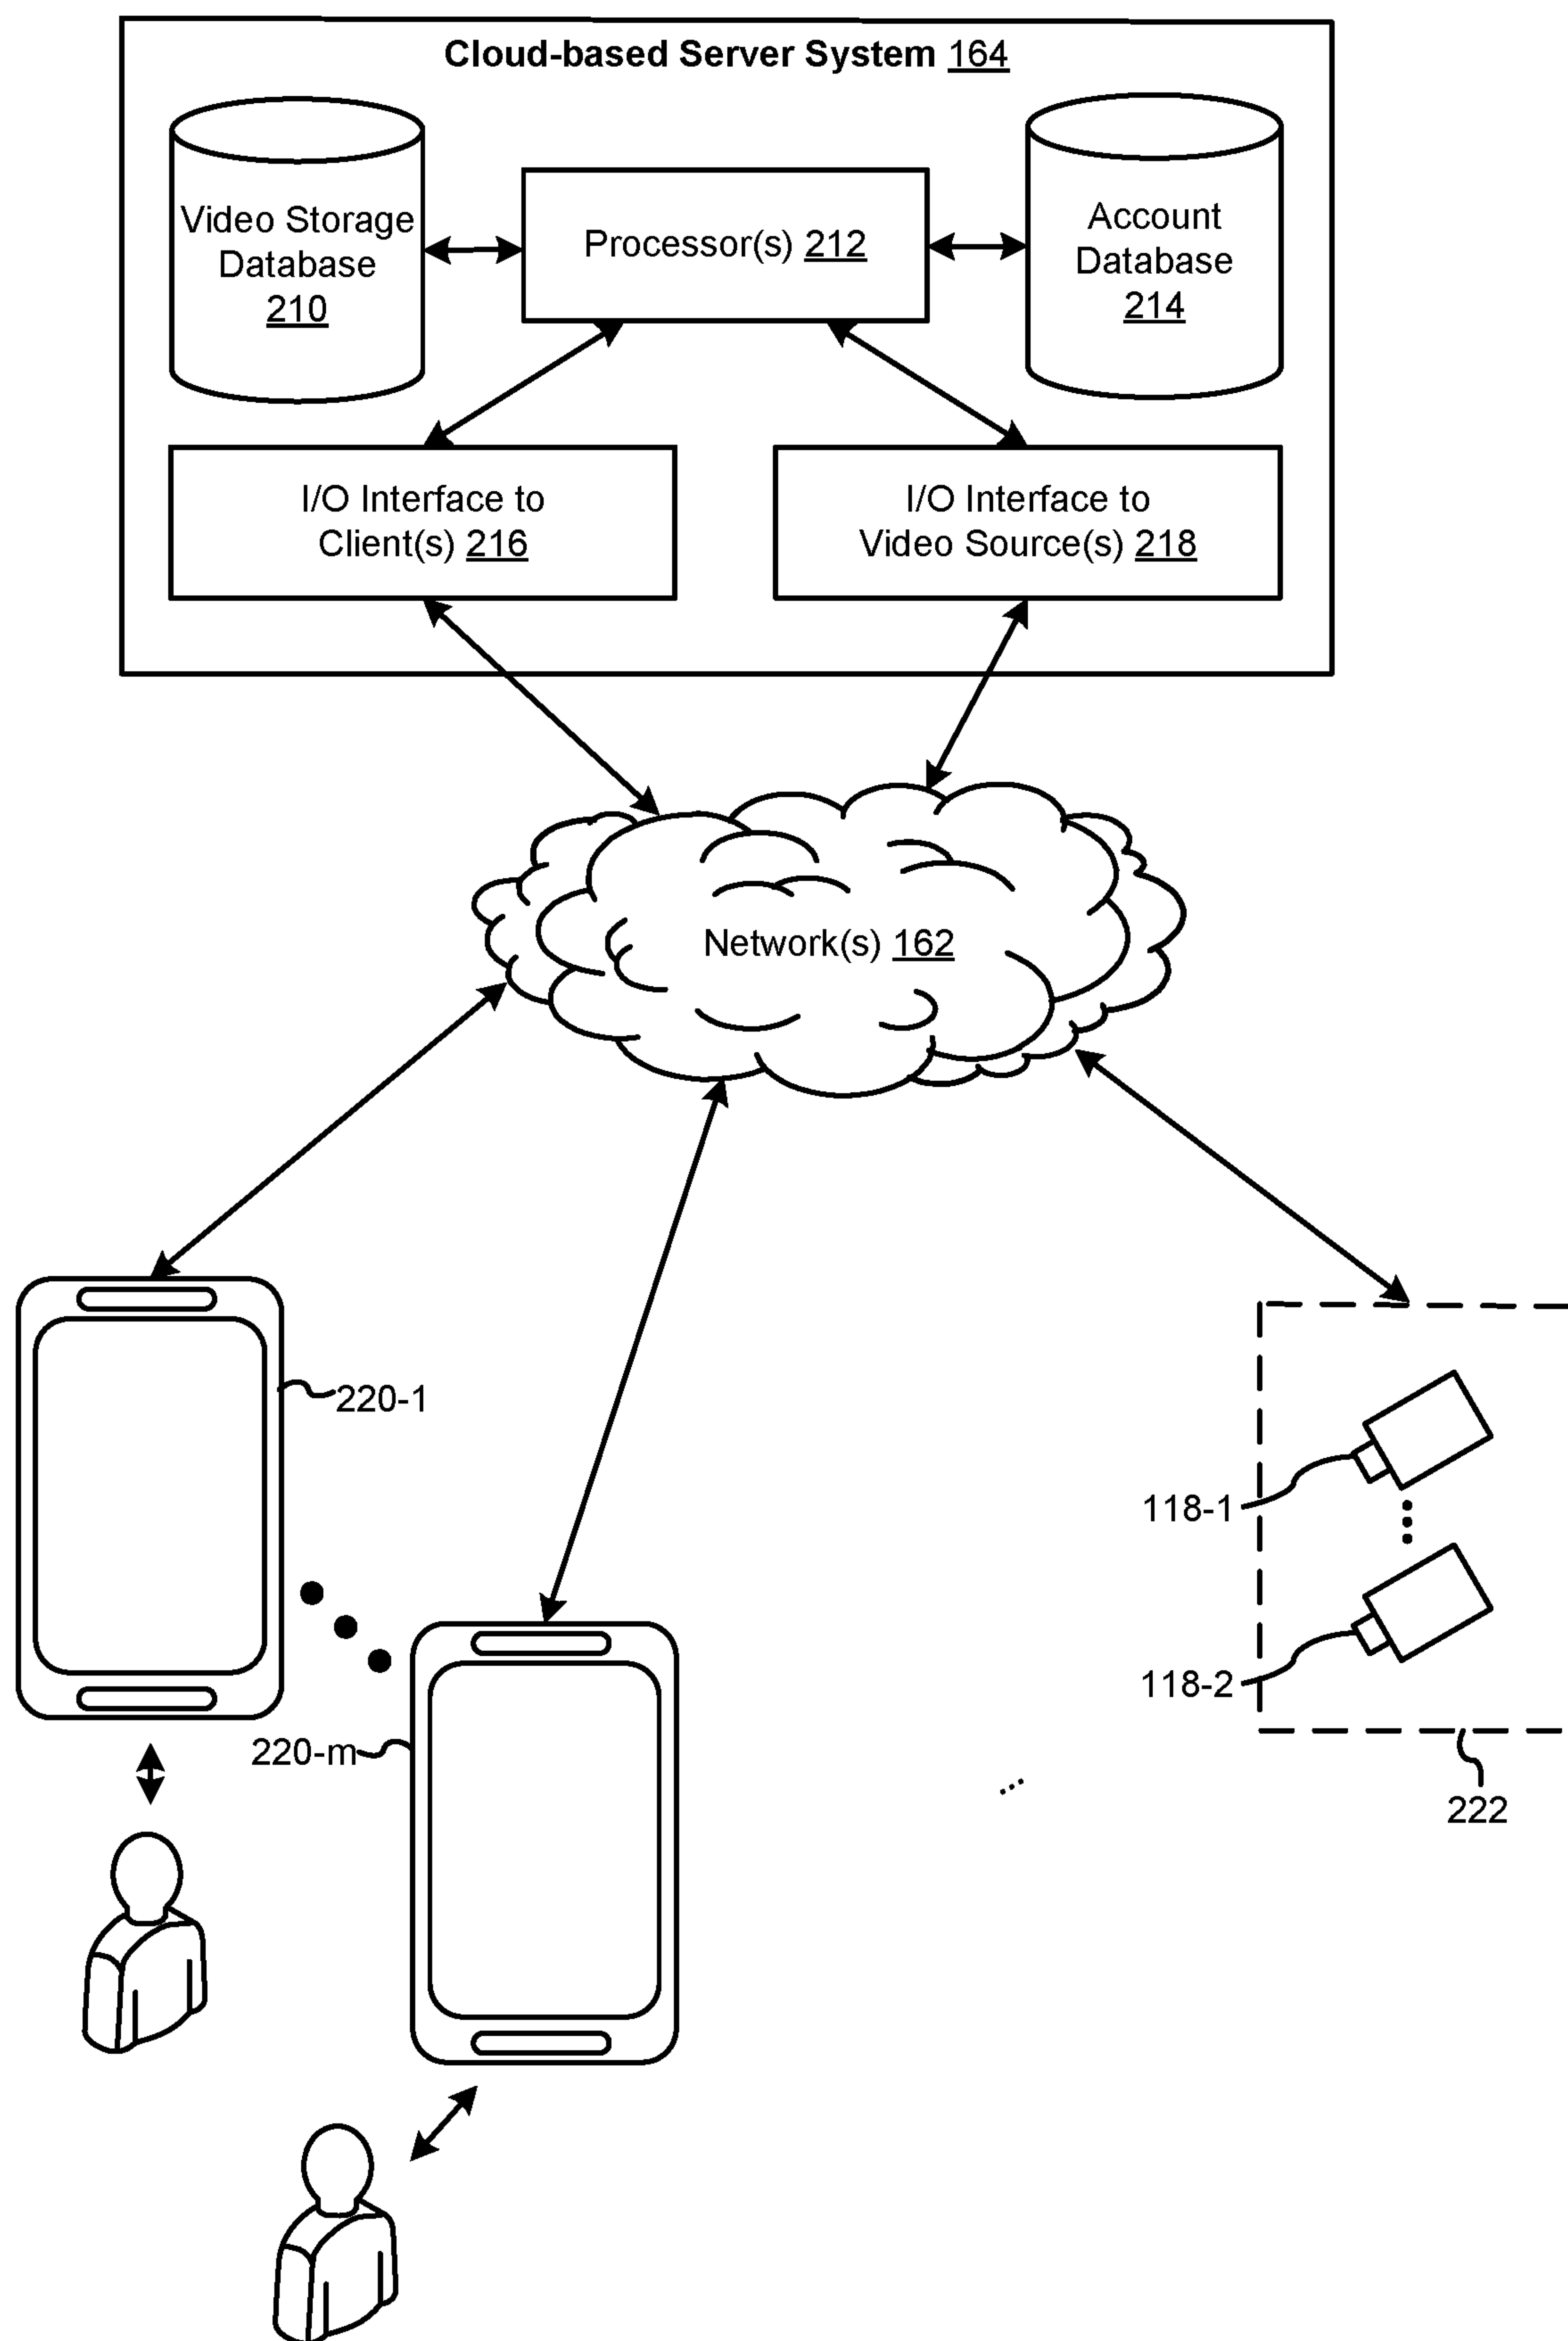 Cloud-based Server System 164
Video Storage
Database
210
Processor(s) 212
Account
Database
214
I/O Interface to
Client(s) 216
I/O Interface to
Video Source(s) 218
Network(s) 162
220-1
118-1
118-2
220-m
222